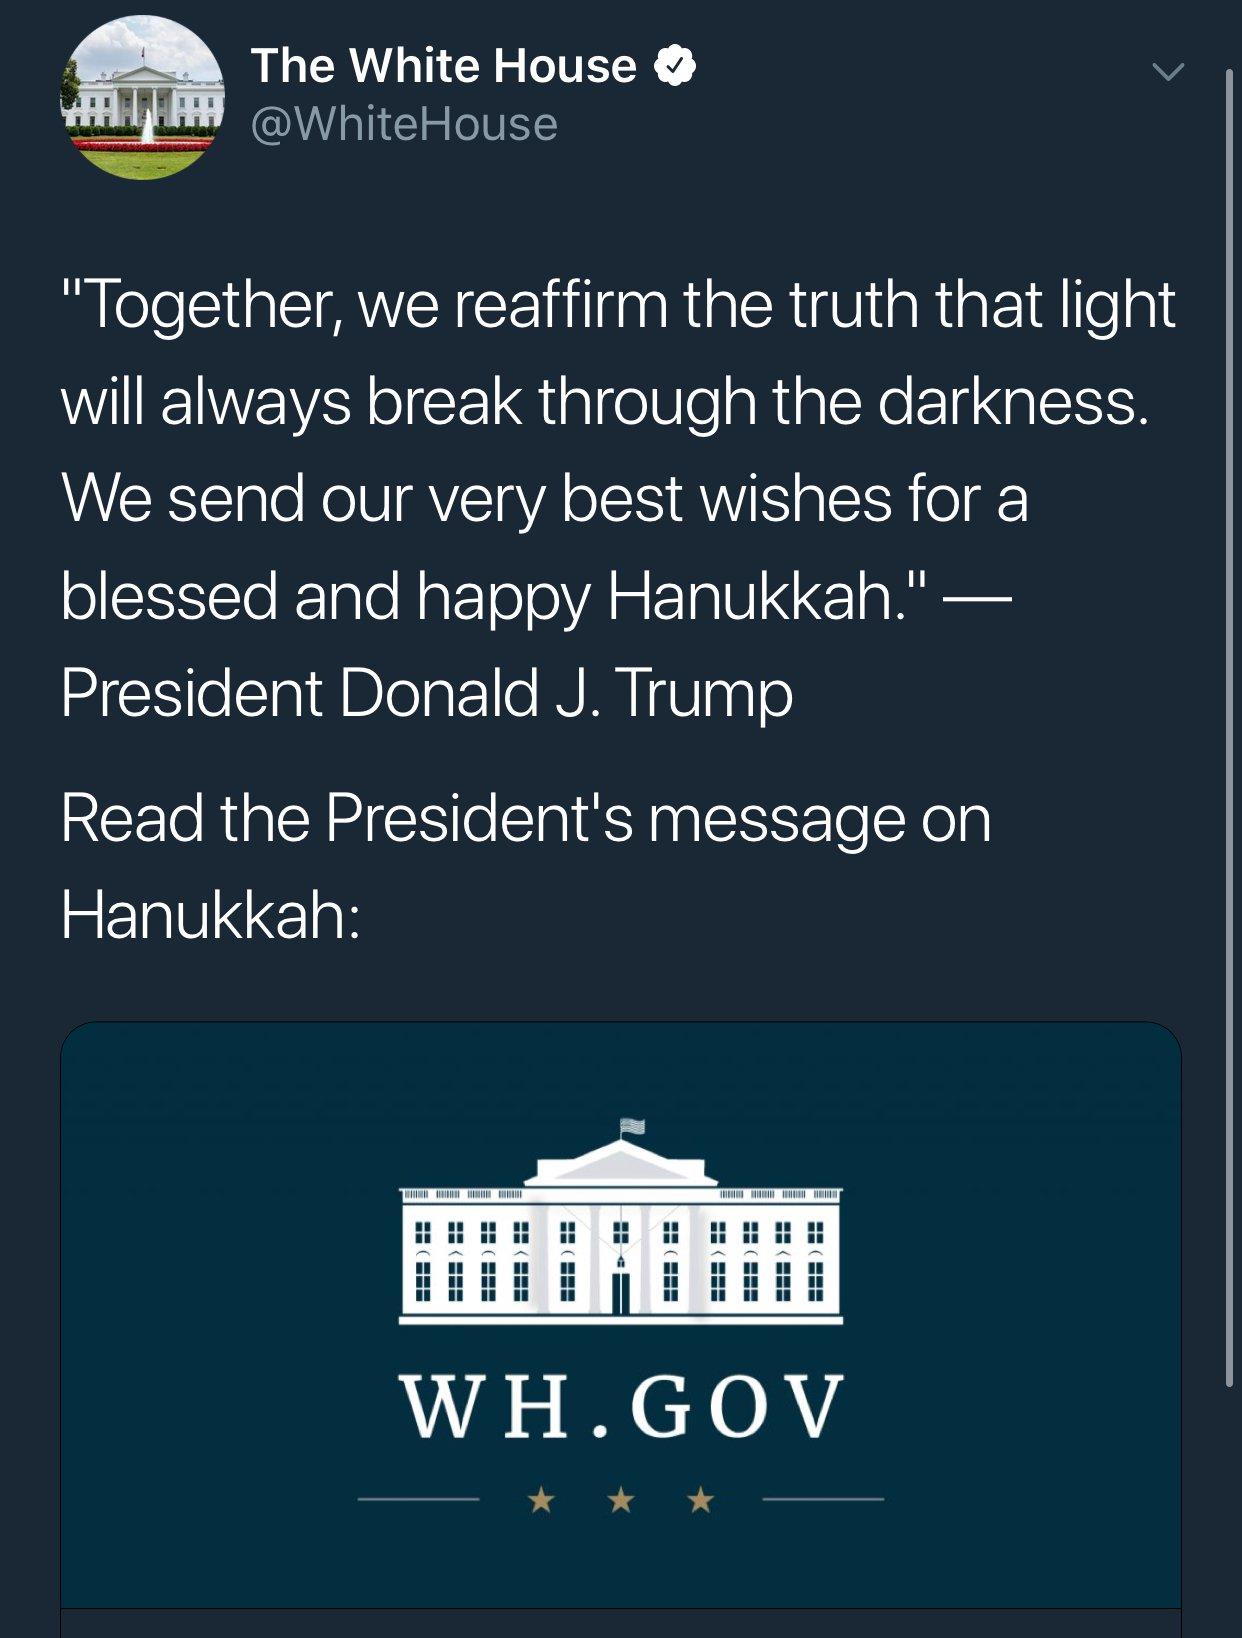 The White House
@WhiteHouse
"Together, we reaffirm the truth that light
will always break through the darkness.
We send our very best wishes for a
blessed and happy Hanukkah." —
President Donald J. Trump
Read the President's message on
Hanukkah:
WH.GOV